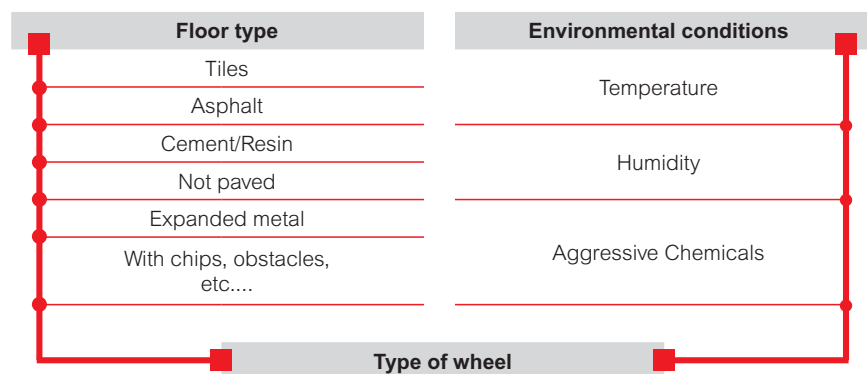 Floor type
Tiles
Asphalt
Cement/Resin
Not paved
Expanded metal
With chips, obstacles,
etc....
Environmental conditions
Temperature
Humidity
Aggressive Chemicals
Type of wheel